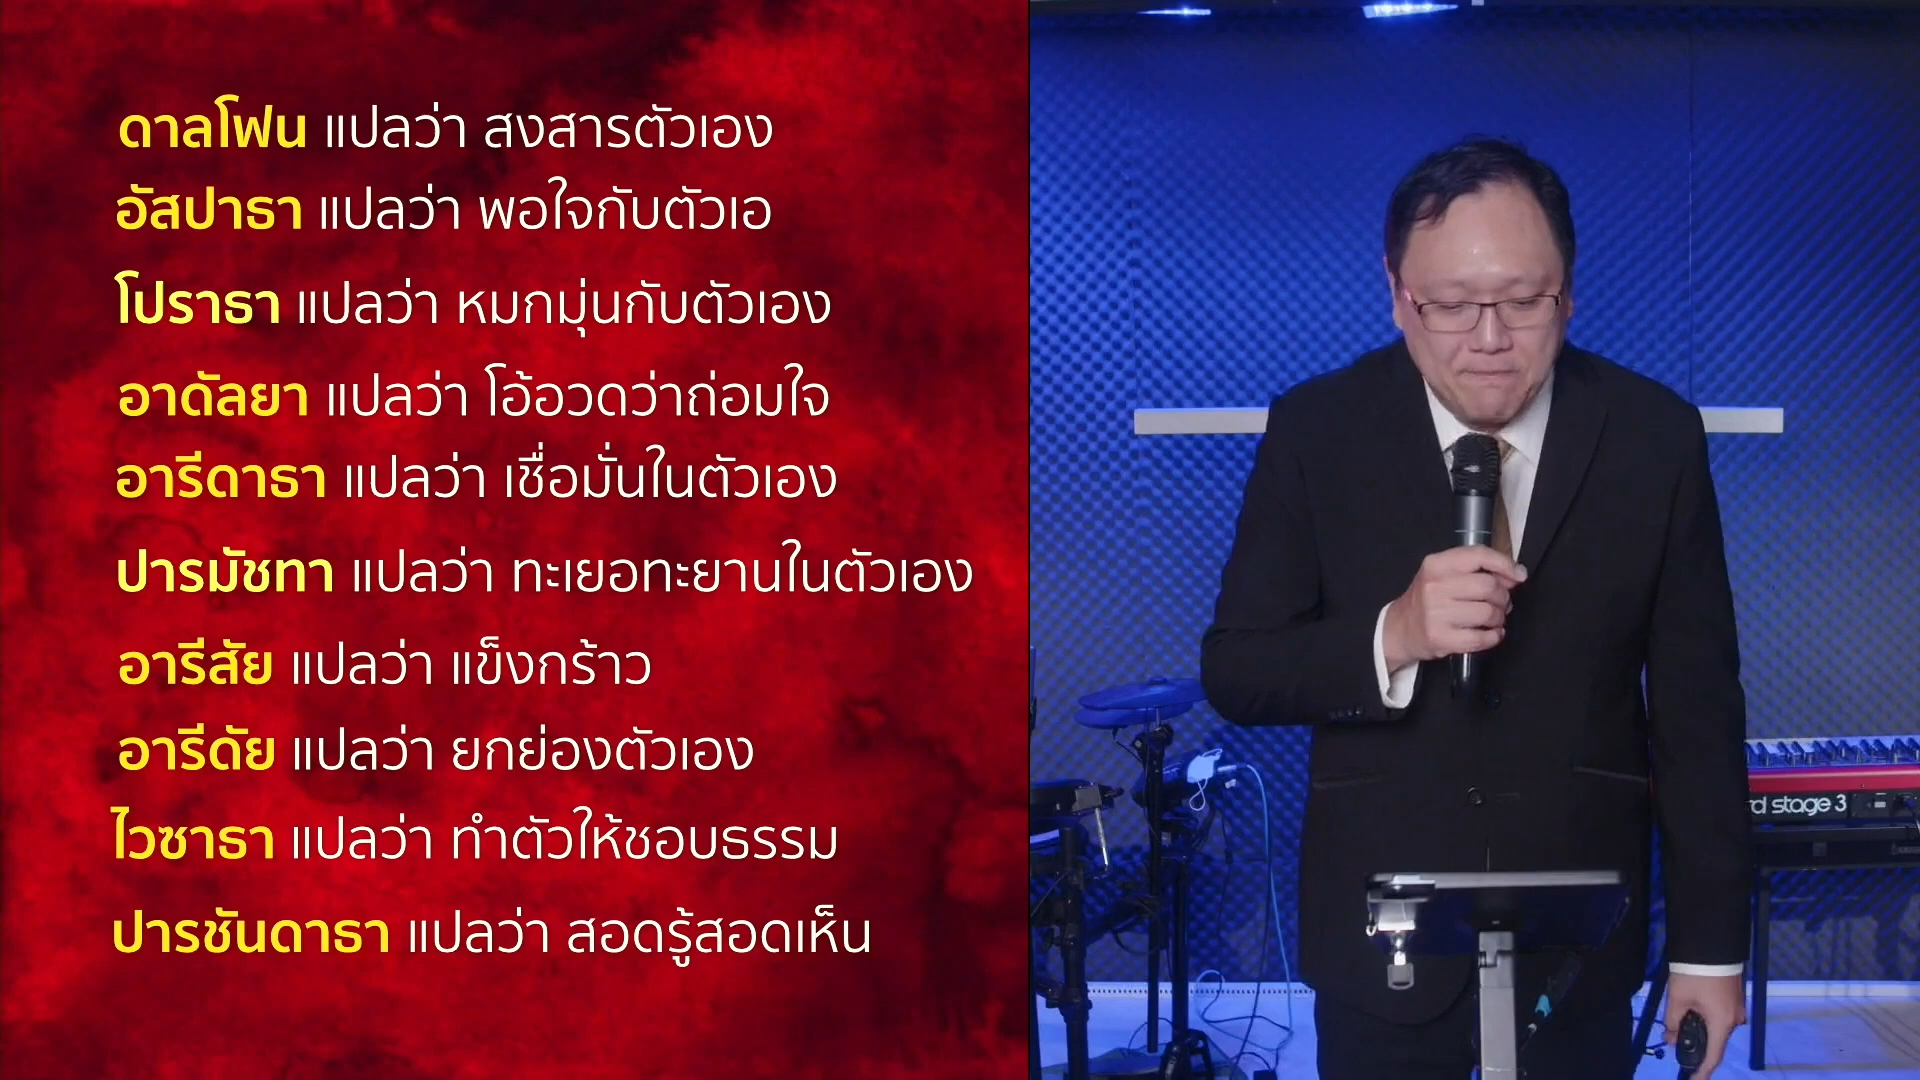 ดาลโฟน แปลว่า สงสารตัวเอง
อัสปาธา แปลว่า พอใจกับตัวเอ
โปราธา แปลว่า หมกมุ่นกับตัวเอง
อาดัลยา แปลว่า โอ้อวดว่าถ่อมใจ
อารีดาธา แปลว่า เชื่อมั่นในตัวเอง
ปารมัชทา แปลว่า ทะเยอทะยานในตัวเอง
อารีสัย แปลว่า แข็งกร้าว
อารีดัย แปลว่า ยกย่องตัวเอง
ไวซาธา แปลว่า ทำตัวให้ชอบธรรม
ปารชันดาธา แปลว่า สอดรู้สอดเห็น
rd stage 3